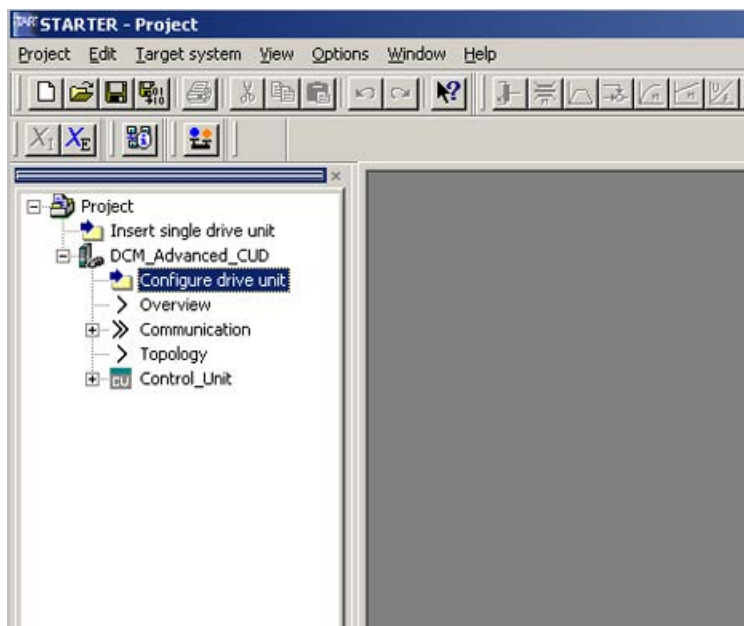 STARTER - Project
Project Edit Target system View Options Window Help
Project
Insert single drive unit
DCM_Advanced_CUD
Configure drive unit
Overview
Communication
Topology
Control_Unit